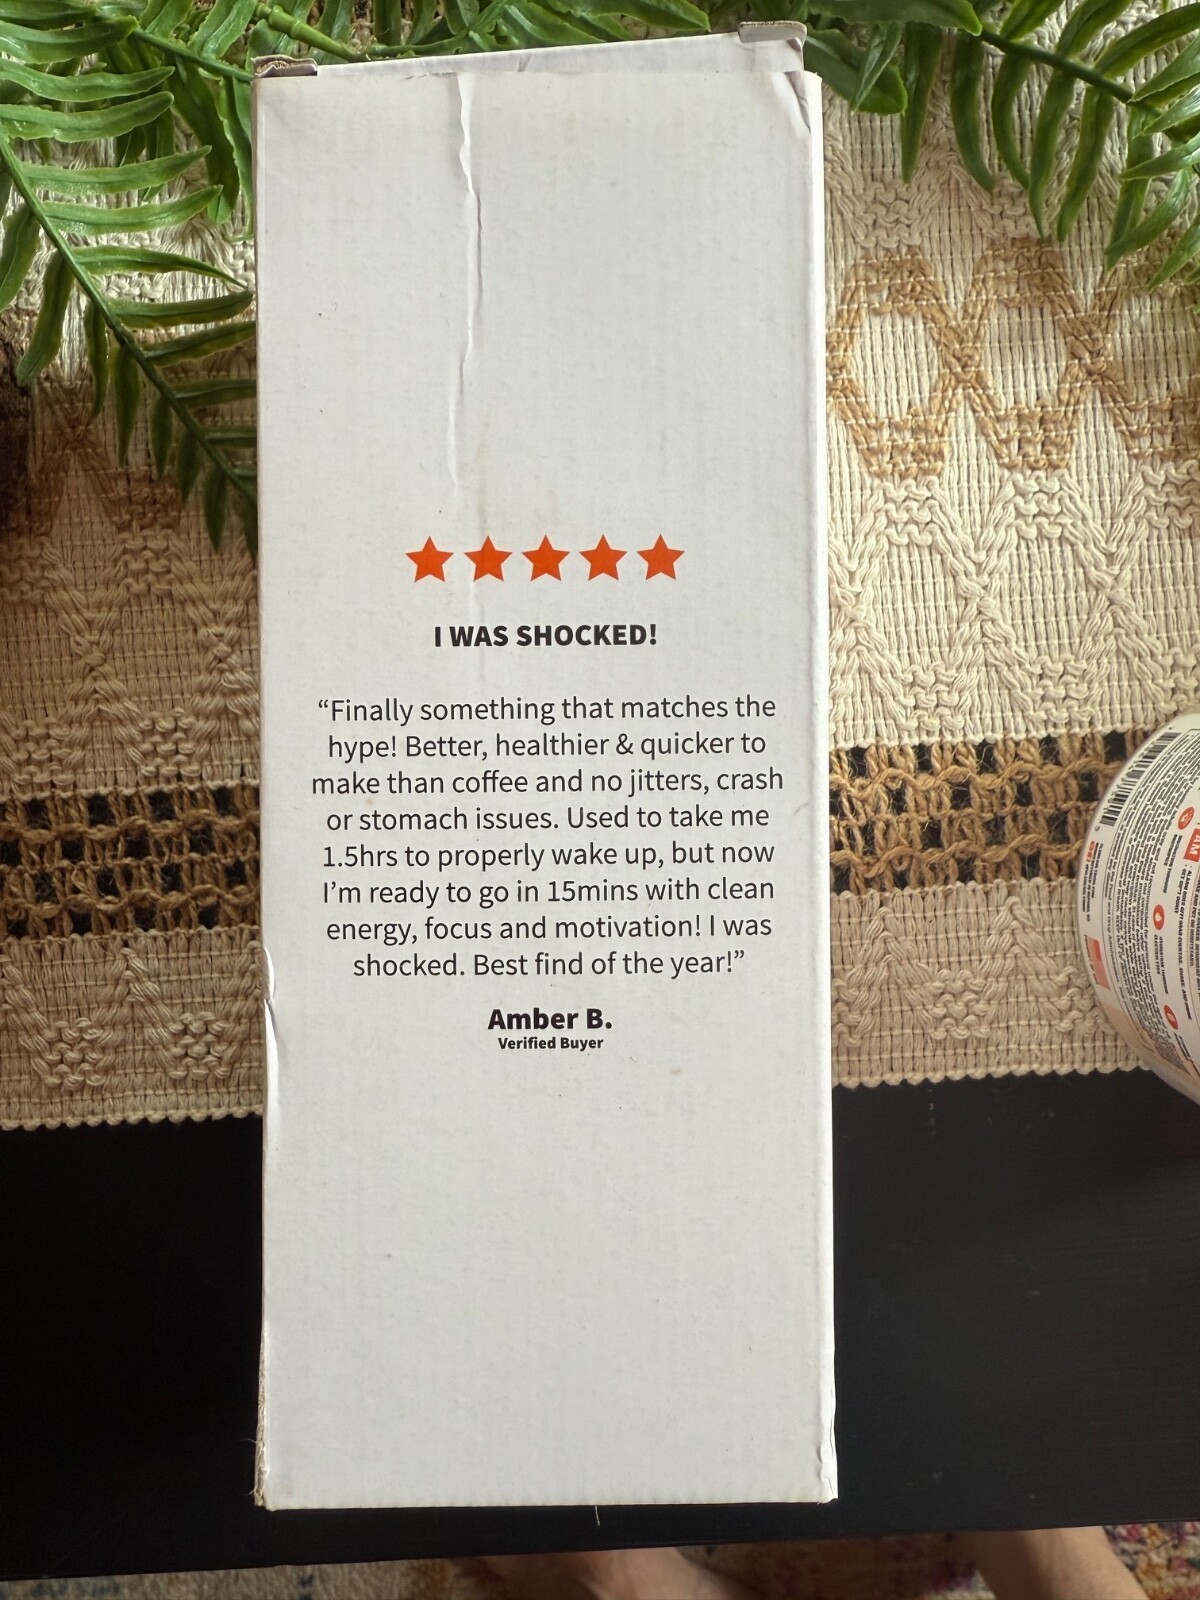 I WAS SHOCKED!
“Finally something that matches the
hype! Better, healthier & quicker to
make than coffee and no jitters, crash
or stomach issues. Used to take me
1.5hrs to properly wake up, but now
I’m ready to go in 15mins with clean
energy, focus and motivation! I was
shocked. Best find of the year!”
Amber B.
Verified Buyer
AM